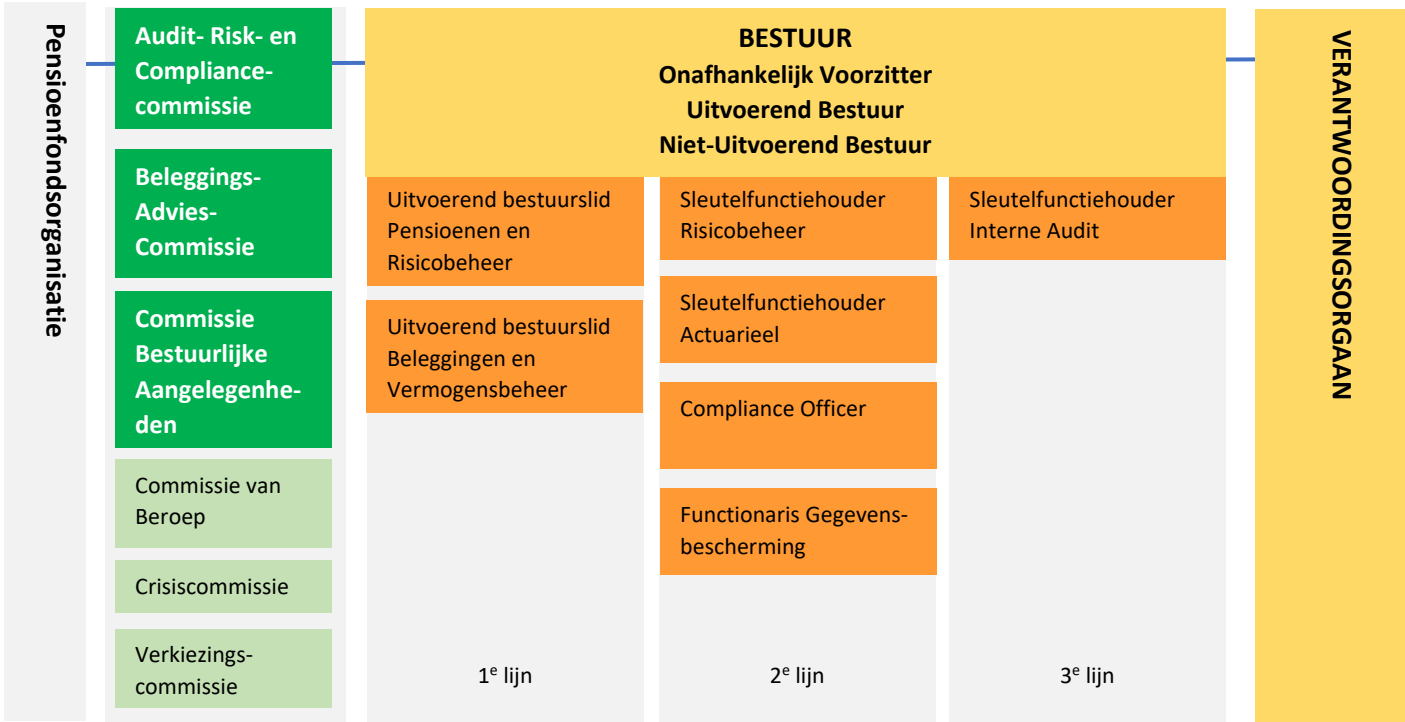 Pensioenfondsorganisatie
Audit- Risk- en
Compliance-
commissie
Beleggings-
Advies-
Commissie
Commissie
Bestuurlijke
Aangelegenhe-
den
Commissie van
Beroep
Crisiscommissie
Verkiezings-
commissie
BESTUUR
Onafhankelijk Voorzitter
Uitvoerend Bestuur
Niet-Uitvoerend Bestuur
Uitvoerend bestuurslid
Pensioenen en
Risicobeheer
Uitvoerend bestuurslid
Beleggingen en
Vermogensbeheer
1e lijn
Sleutelfunctiehouder
Risicobeheer
Sleutelfunctiehouder
Actuarieel
Compliance Officer
Functionaris Gegevens-
bescherming
2e lijn
Sleutelfunctiehouder
Interne Audit
3e lijn
VERANTWOORDINGSORGAAN